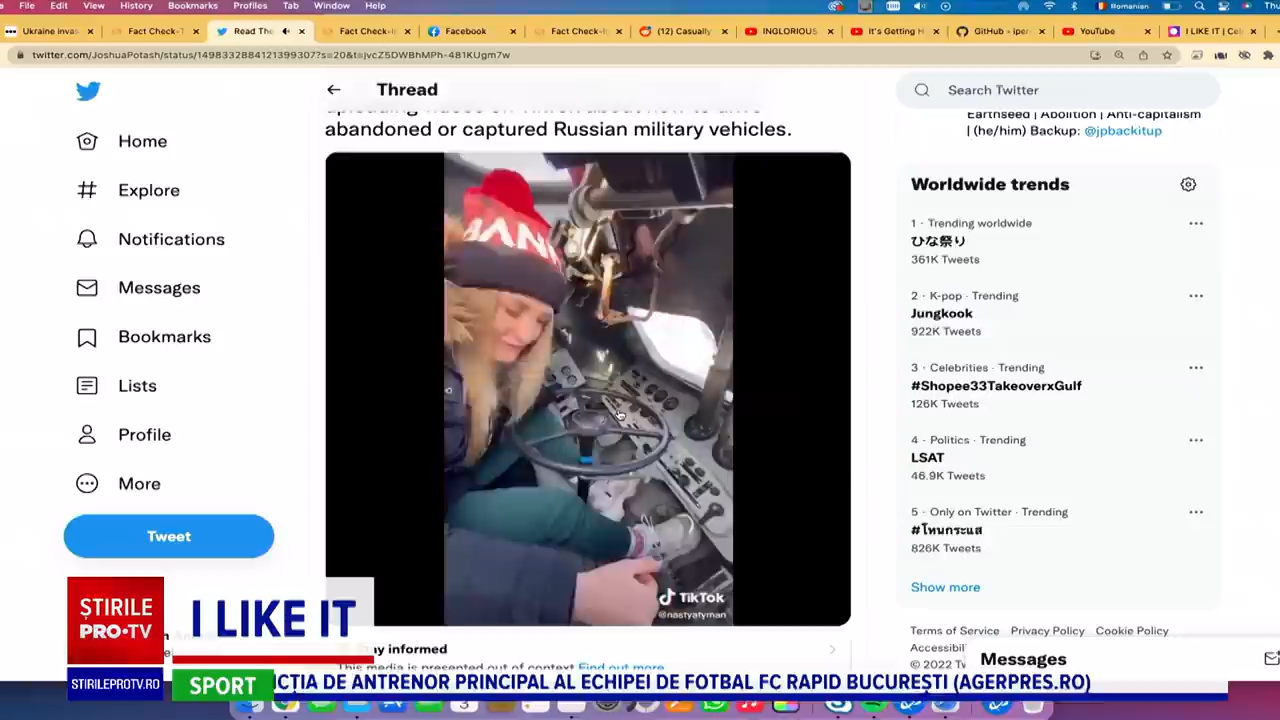 File Edit View History Bookmarks Profiles Tab Window Help
Romanian
Ukraine invas
Fact Check-T
Read The
Fact Check-I
Facebook
Fact Check-
(12) Casually
INGLORIOUS
It's Getting H
GitHub
YouTube
I LIKE IT
twitter.com/JoshuaPotash/status/1498332884121399307?s=20&t=jvcZ5DWBhMPh-481KUgm7w
Home
Explore
Notifications
Messages
Bookmarks
Lists
Profile
More
Tweet
Thread
abandoned or captured Russian military vehicles.
TikTok
@nastyatyman
ay informed
This media is presented out of context Find out more
Search Twitter
Earthseed | Abolition | Anti-capitalism
| (he/him) Backup: @jpbackitup
Worldwide trends
1 · Trending worldwide
ひな祭り
361K Tweets
2 · K-pop · Trending
Jungkook
922K Tweets
3 · Celebrities · Trending
#Shopee33TakeoverxGulf
126K Tweets
4 · Politics · Trending
LSAT
46.9K Tweets
5 · Only on Twitter · Trending
#โหนกระแส
826K Tweets
Show more
Terms of Service Privacy Policy Cookie Policy
Accessibil
© 2022 Tw
Messages
ȘTIRILE
PRO•TV
I LIKE IT
STIRILEPROTV.RO
SPORT
CȚIA DE ANTRENOR PRINCIPAL AL ECHIPEI DE FOTBAL FC RAPID BUCUREȘTI (AGERPRES.RO)